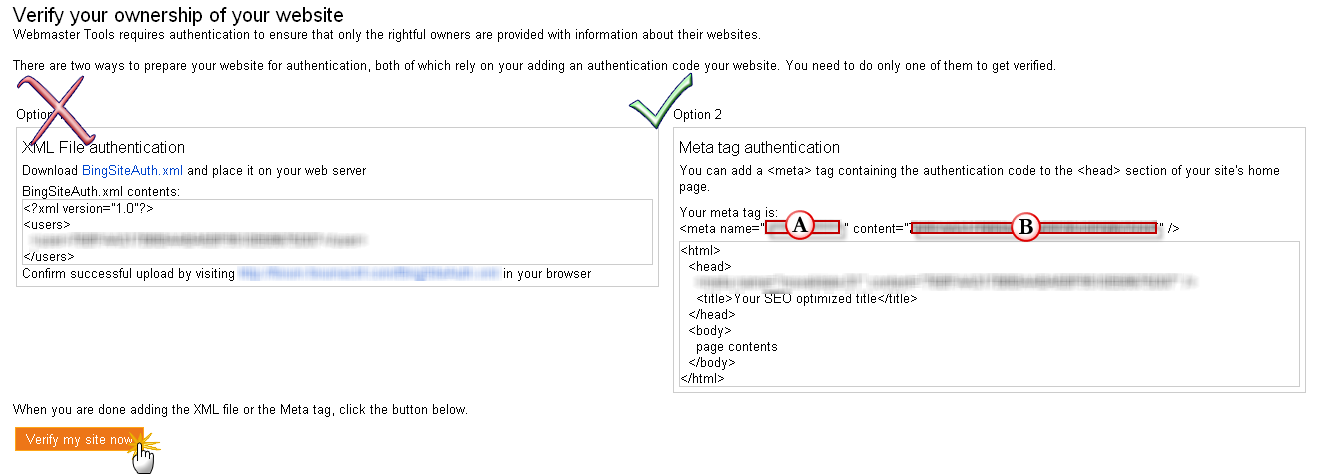 Verify your ownership of your website
Webmaster Tools requires authentication to ensure that only the rightful owners are provided with information about their websites.
There are two ways to prepare your website for authentication, both of which rely on your adding an authentication code your website. You need to do only one of them to get verified.
Option
XML File authentication
Download BingSiteAuth.xml and place it on your web server
BingSiteAuth.xml contents:
<?xml version="1.0"?>
<users>
</users>
Confirm successful upload by visiting in your browser
Option 2
Meta tag authentication
You can add a <meta> tag containing the authentication code to the <head> section of your site's home
page.
Your meta tag is:
<meta name="A" content="B" />
<html>
<head>
<title>Your SEO optimized title</title>
</head>
<body>
page contents
</body>
</html>
When you are done adding the XML file or the Meta tag, click the button below.
Verify my site now